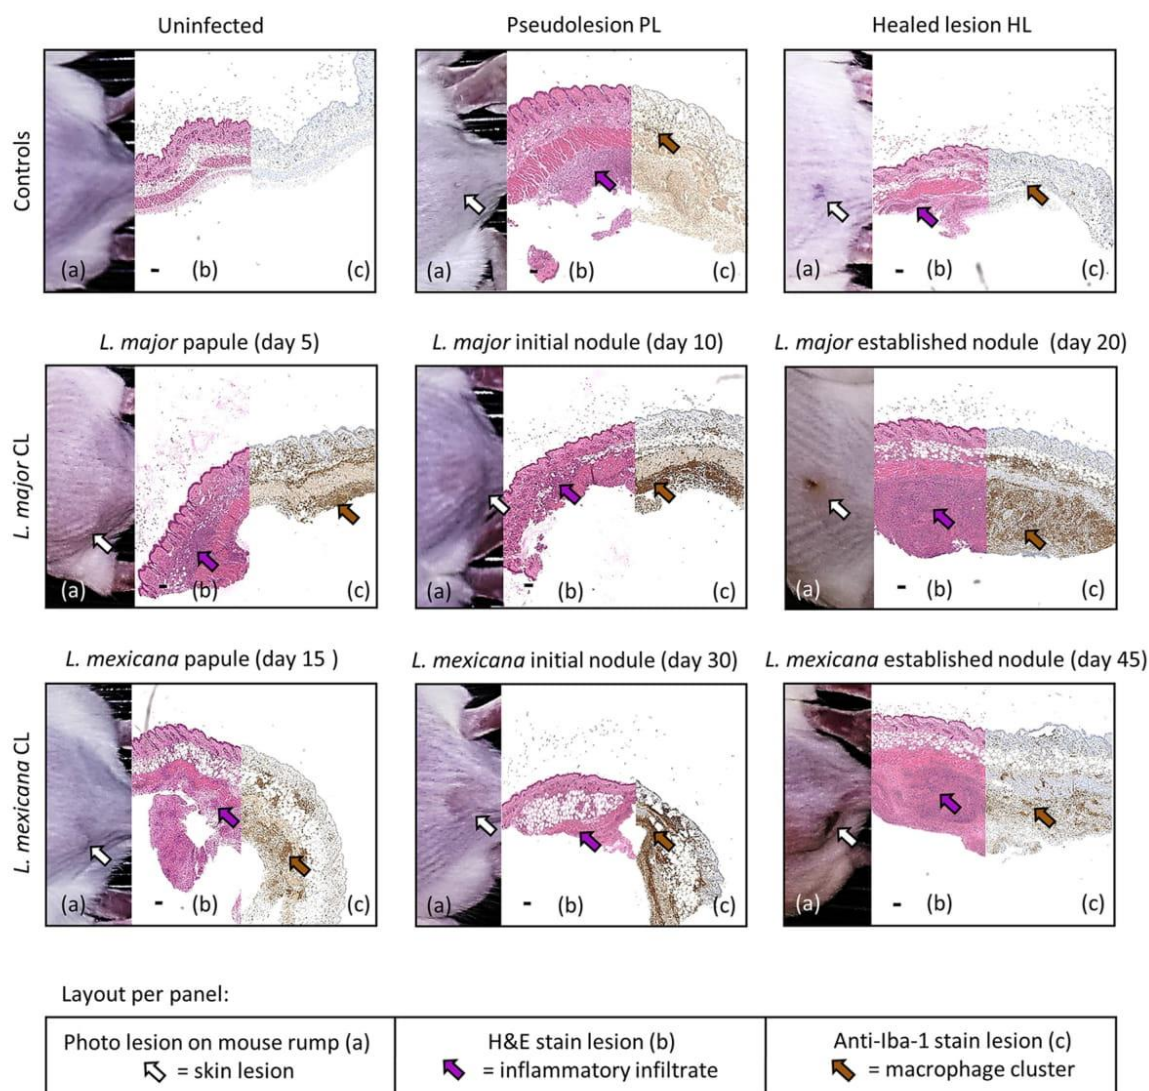 Uninfected
Pseudolesion PL
Healed lesion HL
Controls
(a)
(b)
(c)
(a)
(b)
(c)
(a)
(b)
(c)
L. major papule (day 5)
L. major initial nodule (day 10)
L. major established nodule (day 20)
L. major CL
(a)
(b)
(c)
(a)
(b)
(c)
(a)
(b)
(c)
L. mexicana papule (day 15 )
L. mexicana initial nodule (day 30)
L. mexicana established nodule (day 45)
L. mexicana CL
(a)
(b)
(c)
(a)
(b)
(c)
(a)
(b)
(c)
Layout per panel:
Photo lesion on mouse rump (a)
= skin lesion
H&E stain lesion (b)
= inflammatory infiltrate
Anti-Iba-1 stain lesion (c)
= macrophage cluster